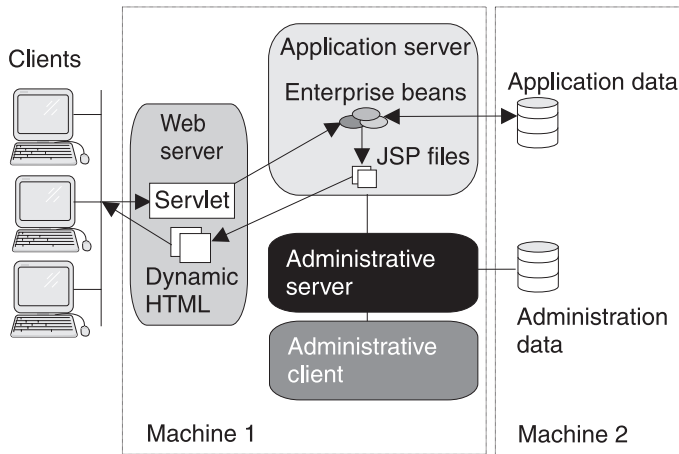 Clients
Application server
Enterprise beans
Application data
Web
server
JSP files
Servlet
Dynamic
HTML
Administrative
server
Administration
data
Administrative
client
Machine 1
Machine 2